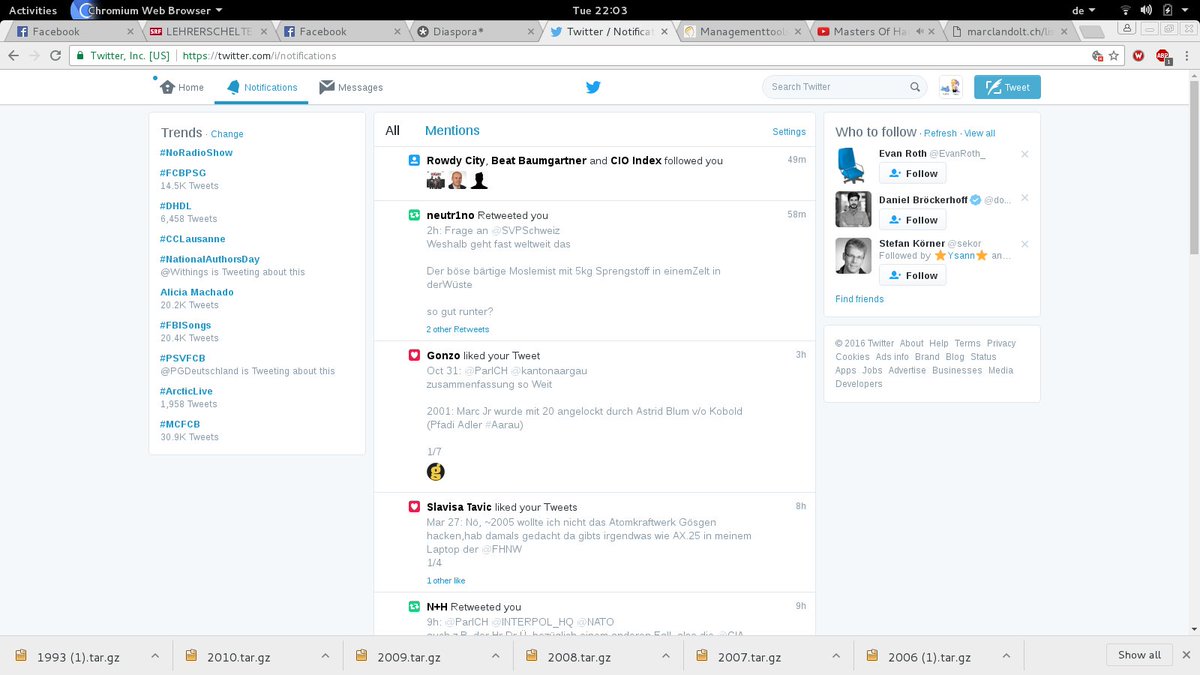 Activities Chromium Web Browser Tue 22:03 de
Facebook LEHRERSCHELTE Facebook Diaspora* Twitter / Notificat Managementtools Masters Of Ha marclandolt.ch/li
Twitter, Inc. [US] https://twitter.com/i/notifications
Home Notifications Messages Search Twitter Tweet
Trends · Change
#NoRadioShow
#FCBPSG
14.5K Tweets
#DHDL
6,458 Tweets
#CCLausanne
#NationalAuthorsDay
@Withings is Tweeting about this
Alicia Machado
20.2K Tweets
#FBISongs
20.4K Tweets
#PSVFCB
@PGDeutschland is Tweeting about this
#ArcticLive
1,958 Tweets
#MCFCB
30.9K Tweets
All Mentions Settings
Rowdy City, Beat Baumgartner and CIO Index followed you 49m
neutr1no Retweeted you 58m
2h: Frage an @SVPSchweiz
Weshalb geht fast weltweit das
Der böse bärtige Moslemist mit 5kg Sprengstoff in einemZelt in
derWüste
so gut runter?
2 other Retweets
Gonzo liked your Tweet 3h
Oct 31: @ParlCH @kantonaargau
zusammenfassung so Weit
2001: Marc Jr wurde mit 20 angelockt durch Astrid Blum v/o Kobold
(Pfadi Adler #Aarau)
1/7
g
Slavisa Tavic liked your Tweets 8h
Mar 27: Nö, ~2005 wollte ich nicht das Atomkraftwerk Gösgen
hacken,hab damals gedacht da gibts irgendwas wie AX.25 in meinem
Laptop der @FHNW
1/4
1 other like
N+H Retweeted you 9h
9h: @ParlCH @INTERPOL_HQ @NATO
Who to follow · Refresh · View all
Evan Roth @EvanRoth_
Follow
Daniel Bröckerhoff @do...
Follow
Stefan Körner @sekor
Followed by Ysann an...
Follow
Find friends
© 2016 Twitter About Help Terms Privacy
Cookies Ads info Brand Blog Status
Apps Jobs Advertise Businesses Media
Developers
1993 (1).tar.gz 2010.tar.gz 2009.tar.gz 2008.tar.gz 2007.tar.gz 2006 (1).tar.gz Show all